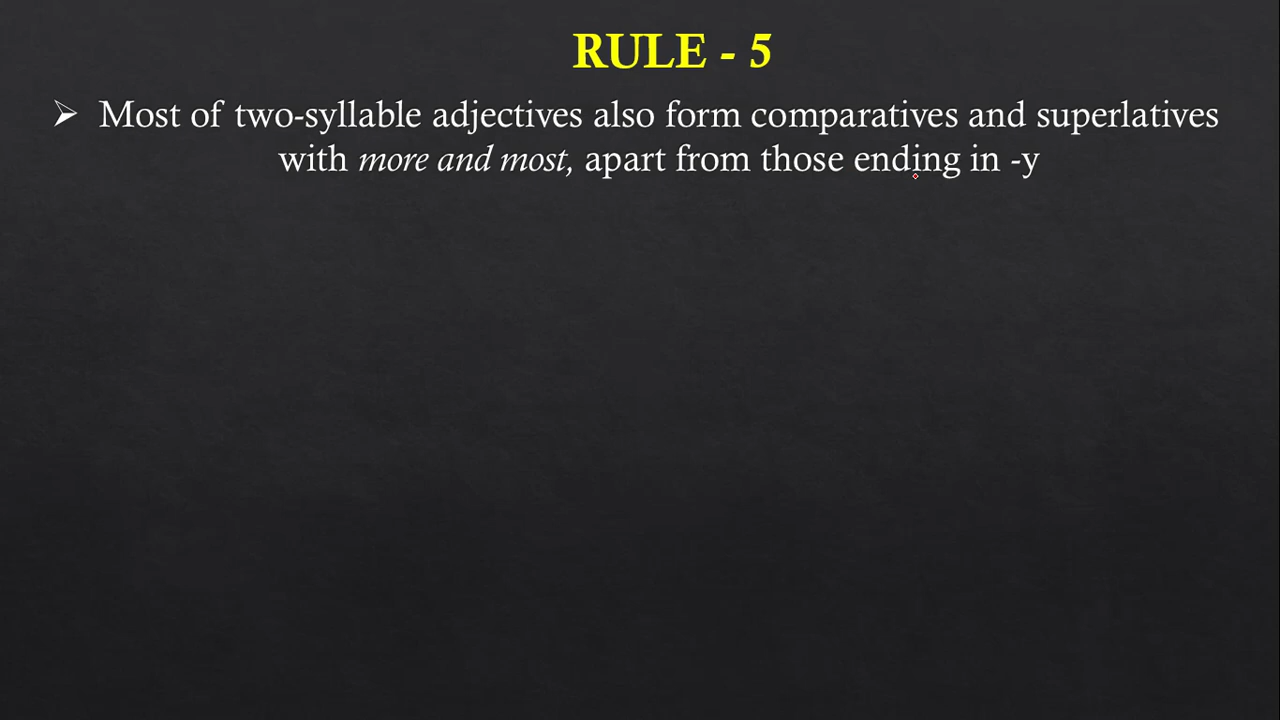 RULE - 5
➢ Most of two-syllable adjectives also form comparatives and superlatives
with more and most, apart from those ending in -y